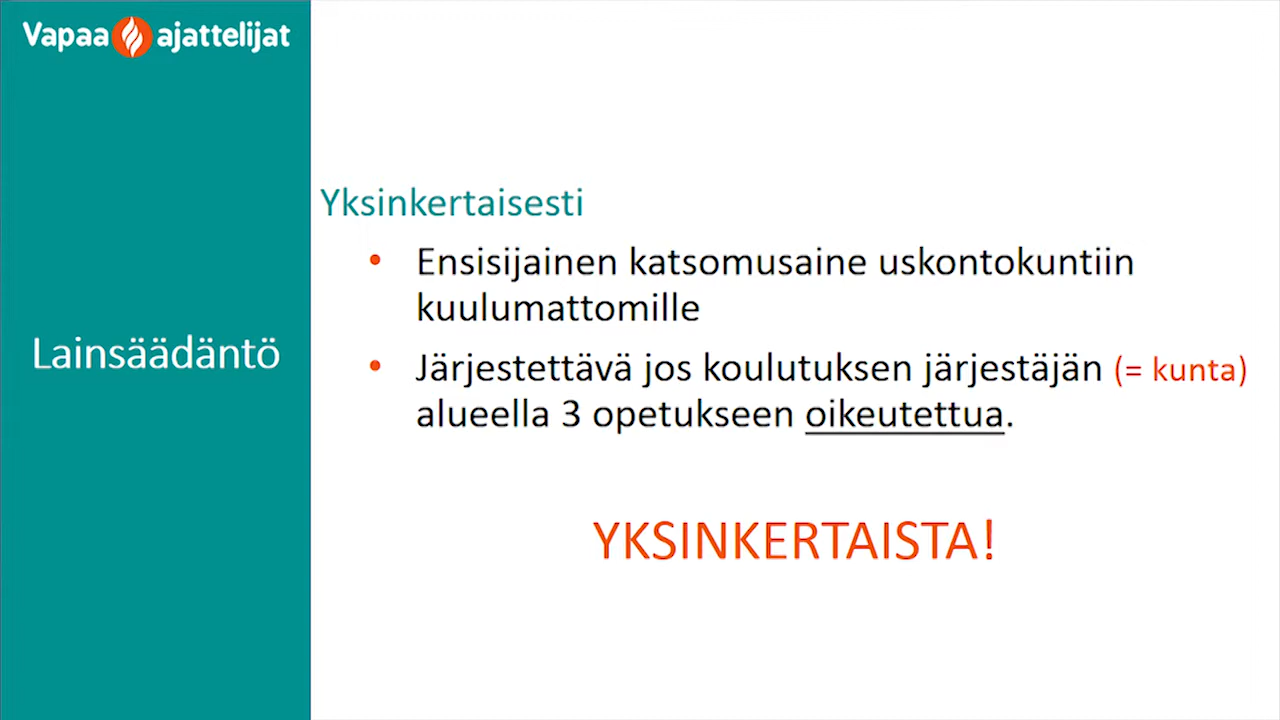 Vapaa ajattelijat
Lainsäädäntö
Yksinkertaisesti
• Ensisijainen katsomusaine uskontokuntiin
kuulumattomille
• Järjestettävä jos koulutuksen järjestäjän (= kunta)
alueella 3 opetukseen oikeutettua.
YKSINKERTAISTA!